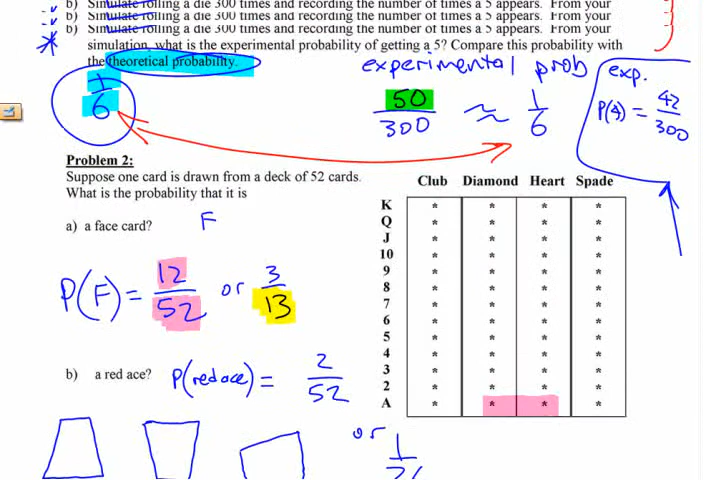 b) Simulate rolling a die 300 times and recording the number of times a 5 appears. From your
b) Simulate rolling a die 300 times and recording the number of times a 5 appears. From your
b) Simulate rolling a die 300 times and recording the number of times a 5 appears. From your
simulation, what is the experimental probability of getting a 5? Compare this probability with
the theoretical probability.
1/6
experimental prob
50/300 ≈ 1/6
exp.
P(4) = 42/300
Problem 2:
Suppose one card is drawn from a deck of 52 cards.
What is the probability that it is
a) a face card? F
P(F) = 12/52 or 3/13
b) a red ace? P(red ace) = 2/52
or 1/26
Club Diamond Heart Spade
K * * * *
Q * * * *
J * * * *
10 * * * *
9 * * * *
8 * * * *
7 * * * *
6 * * * *
5 * * * *
4 * * * *
3 * * * *
2 * * * *
A * * * *